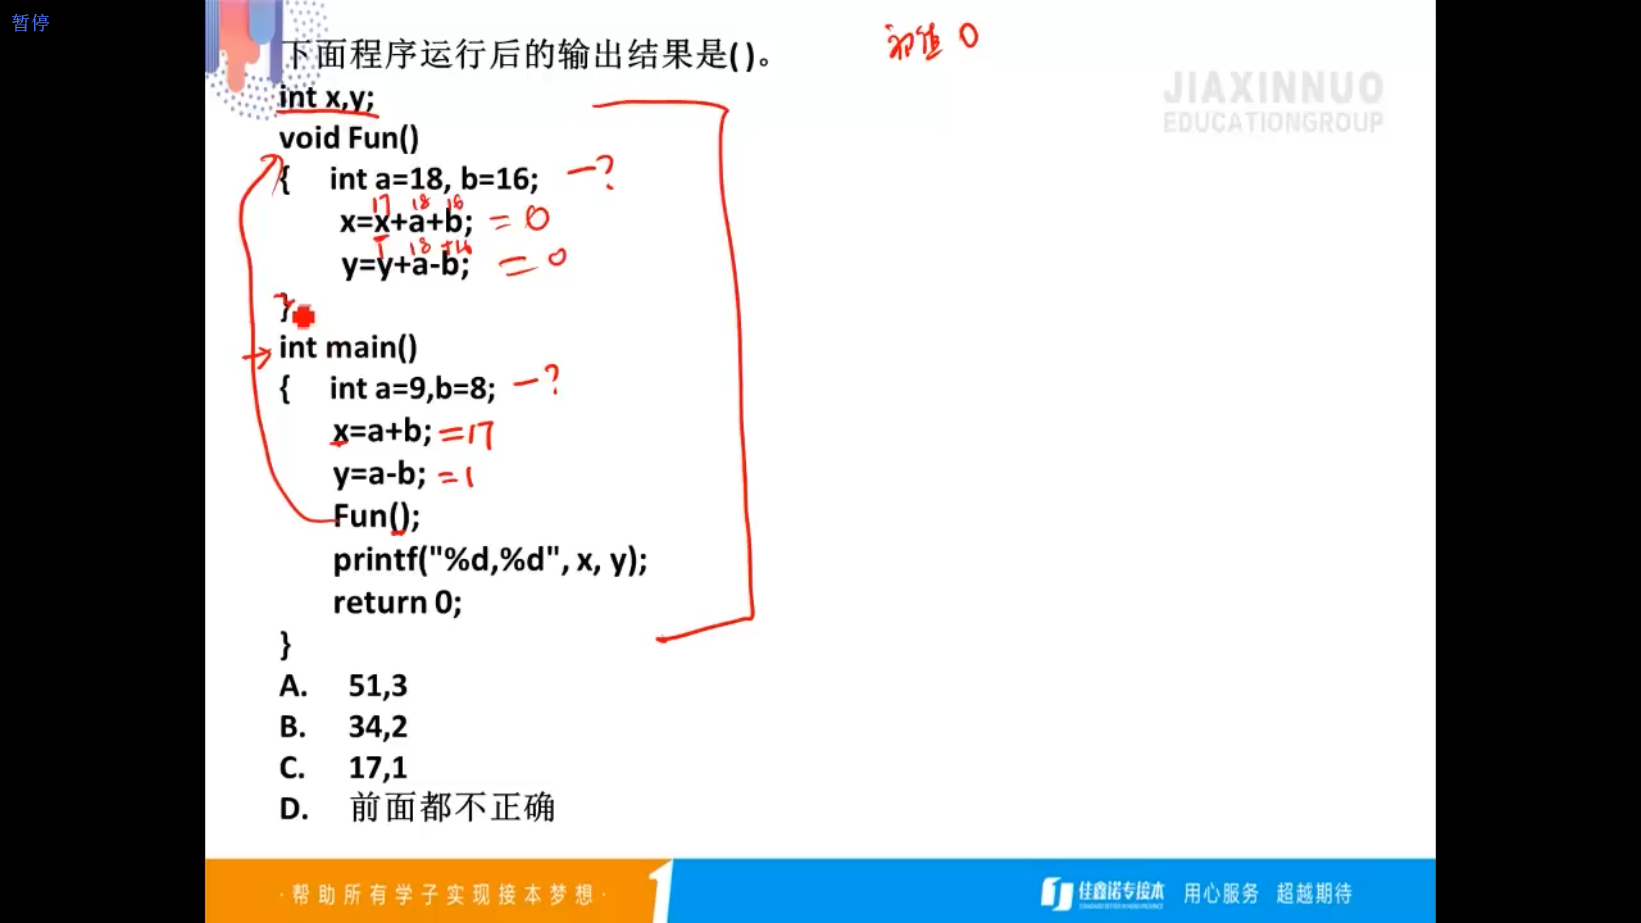 暂停
初值 0
下面程序运行后的输出结果是( )。
JIAXINNUO
EDUCATIONGROUP
int x,y;
void Fun()
{ int a=18, b=16; —?
17 18 16
x=x+a+b; = 0
1 18 +16
y=y+a-b; = 0
}
int main()
{ int a=9,b=8; —?
x=a+b; =17
y=a-b; =1
Fun();
printf("%d,%d", x, y);
return 0;
}
A. 51,3
B. 34,2
C. 17,1
D. 前面都不正确
·帮助所有学子实现接本梦想·
1
佳鑫诺专接本
用心服务 超越期待